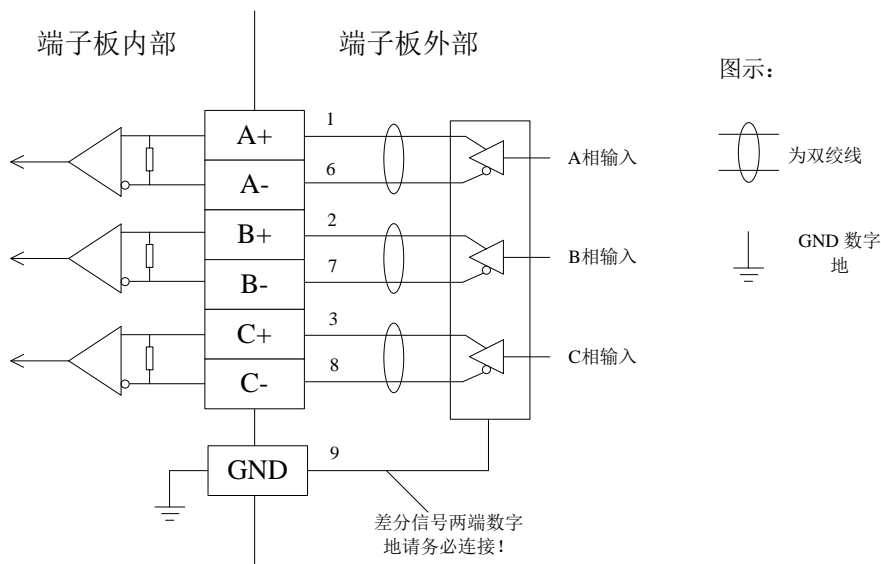 端子板内部
端子板外部
图示：
A+
1
A相输入
A-
6
为双绞线
B+
2
B相输入
B-
7
GND 数字
地
C+
3
C相输入
C-
8
GND
9
差分信号两端数字
地请务必连接！